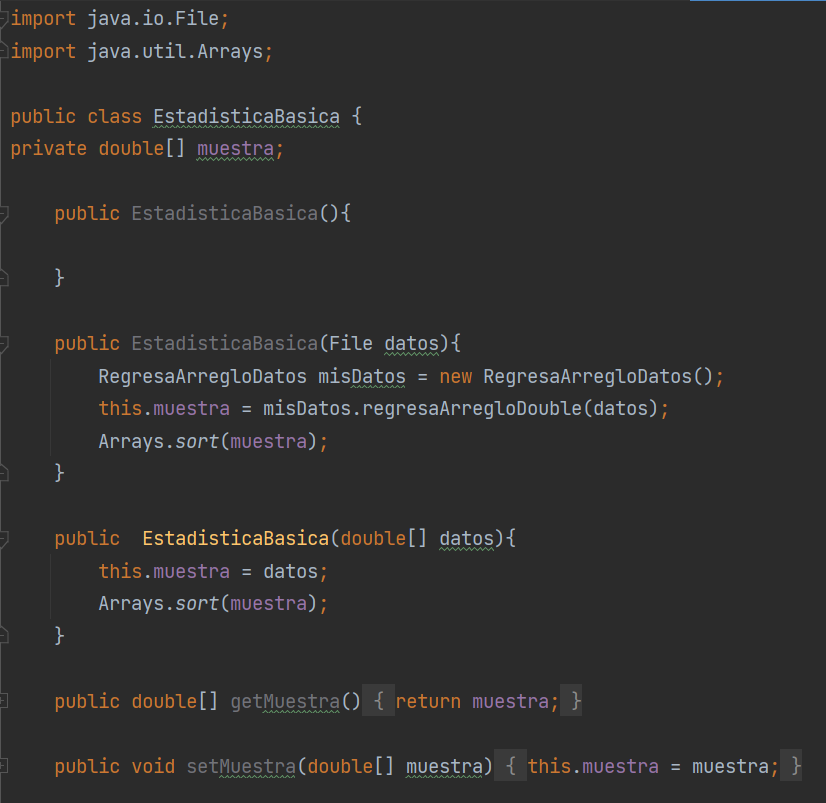 import java.io.File;
import java.util.Arrays;
public class EstadisticaBasica {
private double[] muestra;
public EstadisticaBasica(){
}
public EstadisticaBasica(File datos){
RegresaArregloDatos misDatos = new RegresaArregloDatos();
this.muestra = misDatos.regresaArregloDouble(datos);
Arrays.sort(muestra);
}
public  EstadisticaBasica(double[] datos){
this.muestra = datos;
Arrays.sort(muestra);
}
public double[] getMuestra() { return muestra; }
public void setMuestra(double[] muestra) { this.muestra = muestra; }